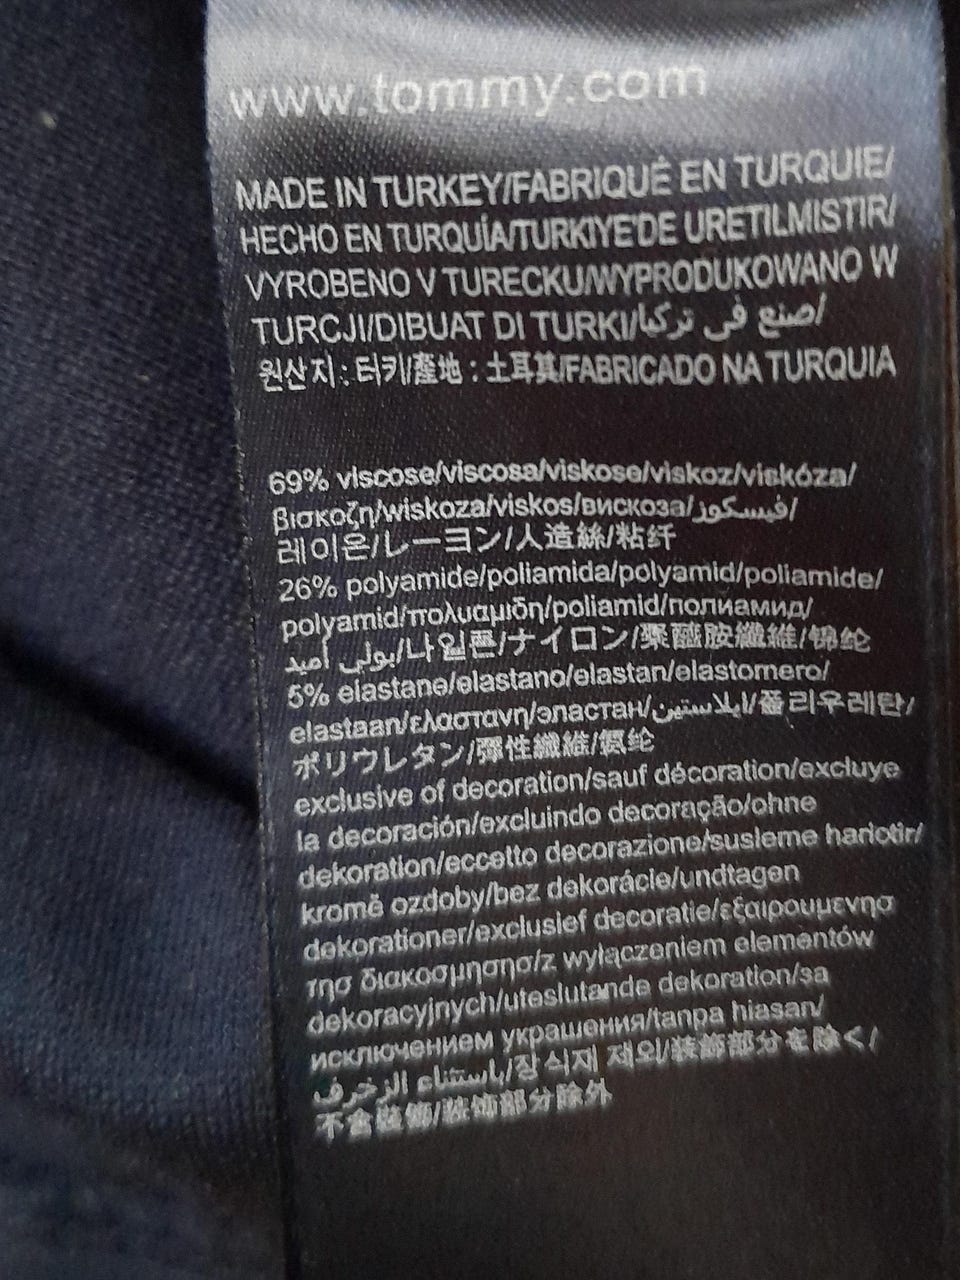 www.tommy.com
MADE IN TURKEY/FABRIQUÉ EN TURQUIE/
HECHO EN TURQUÍA/TURKIYE'DE URETILMISTIR/
VYROBENO V TURECKU/WYPRODUKOWANO W
TURCJI/DIBUAT DI TURKI/صنع في تركيا/
원산지:터키/產地:土耳其/FABRICADO NA TURQUIA
69% viscose/viscosa/viskose/viskoz/viskóza/
βισκοζη/wiskoza/viskos/вискоза/فيسكوز/
레이온/レーヨン/人造絲/粘纤
26% polyamide/poliamida/polyamid/poliamide/
polyamid/πολυαμιδη/poliamid/полиамид/
بولي أميد/나일론/ナイロン/聚醯胺纖維/锦纶
5% elastane/elastano/elastan/elastomero/
elastaan/ελαστανη/эластан/ايلاستين/폴리우레탄/
ポリウレタン/彈性纖維/氨纶
exclusive of decoration/sauf décoration/excluye
la decoración/excluindo decoração/ohne
dekoration/eccetto decorazione/susleme harictir/
kromě ozdoby/bez dekorácie/undtagen
dekorationer/exclusief decoratie/εξαιρουμενησ
τησ διακοσμησησ/z wyłączeniem elementów
dekoracyjnych/uteslutande dekoration/sa
исключением украшения/tanpa hiasan/
باستثناء الزخرف/장식재 제외/装飾部分を除く/
不含裝飾/装饰部分除外